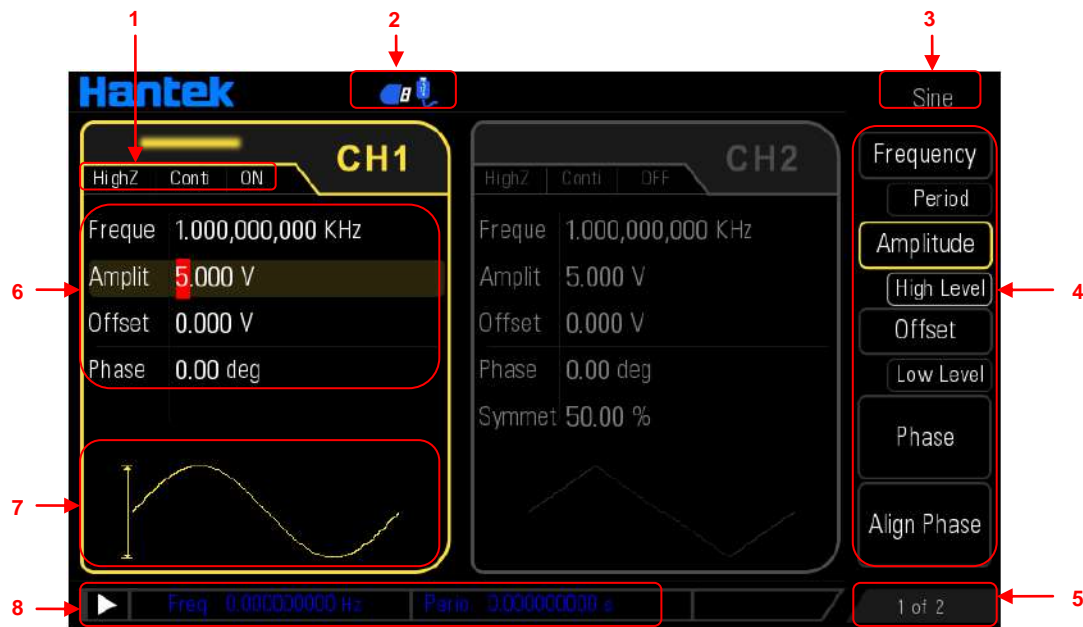 1
2
3
Hantek
8
Sine
CH1
HighZ Conti ON
Freque 1.000,000,000 KHz
Amplit 5.000 V
Offset 0.000 V
Phase 0.00 deg
CH2
HighZ Conti OFF
Freque 1.000,000,000 KHz
Amplit 5.000 V
Offset 0.000 V
Phase 0.00 deg
Symmet 50.00 %
Frequency
Period
Amplitude
High Level
Offset
Low Level
Phase
Align Phase
6
4
7
8
Freq 0.000000000 Hz
Perio 0.000000000 s
1 of 2
5